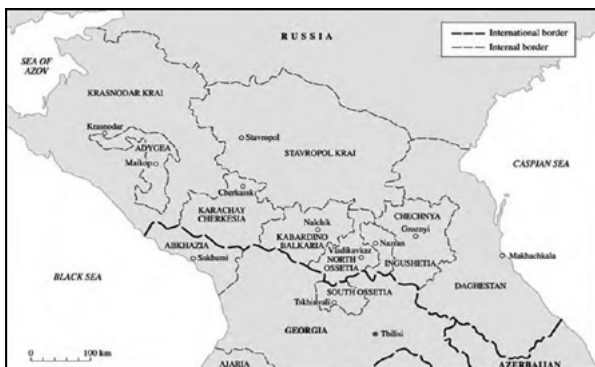 RUSSIA
International border
Internal border
SEA OF
AZOV
KRASNODAR KRAI
Krasnodar
ADYGEA
Maikop
Stavropol
STAVROPOL KRAI
CASPIAN SEA
Cherkessk
KARACHAY
CHERKESIA
Nalchik
KABARDINO
BALKARIA
CHECHNYA
Groznyi
Vladikavkaz
NORTH
OSSETIA
Nazran
INGUSHETIA
Makhachkala
ABKHAZIA
Sukhumi
DAGHESTAN
BLACK SEA
SOUTH OSSETIA
Tskhinvali
GEORGIA
Tbilisi
0
100 km
AJARIA
AZERBAIJAN